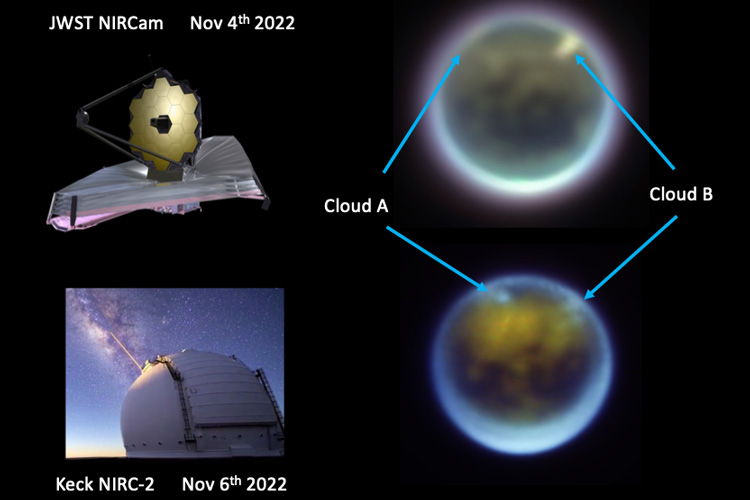 JWST NIRCam Nov 4th 2022
Cloud A
Cloud B
Keck NIRC-2 Nov 6th 2022